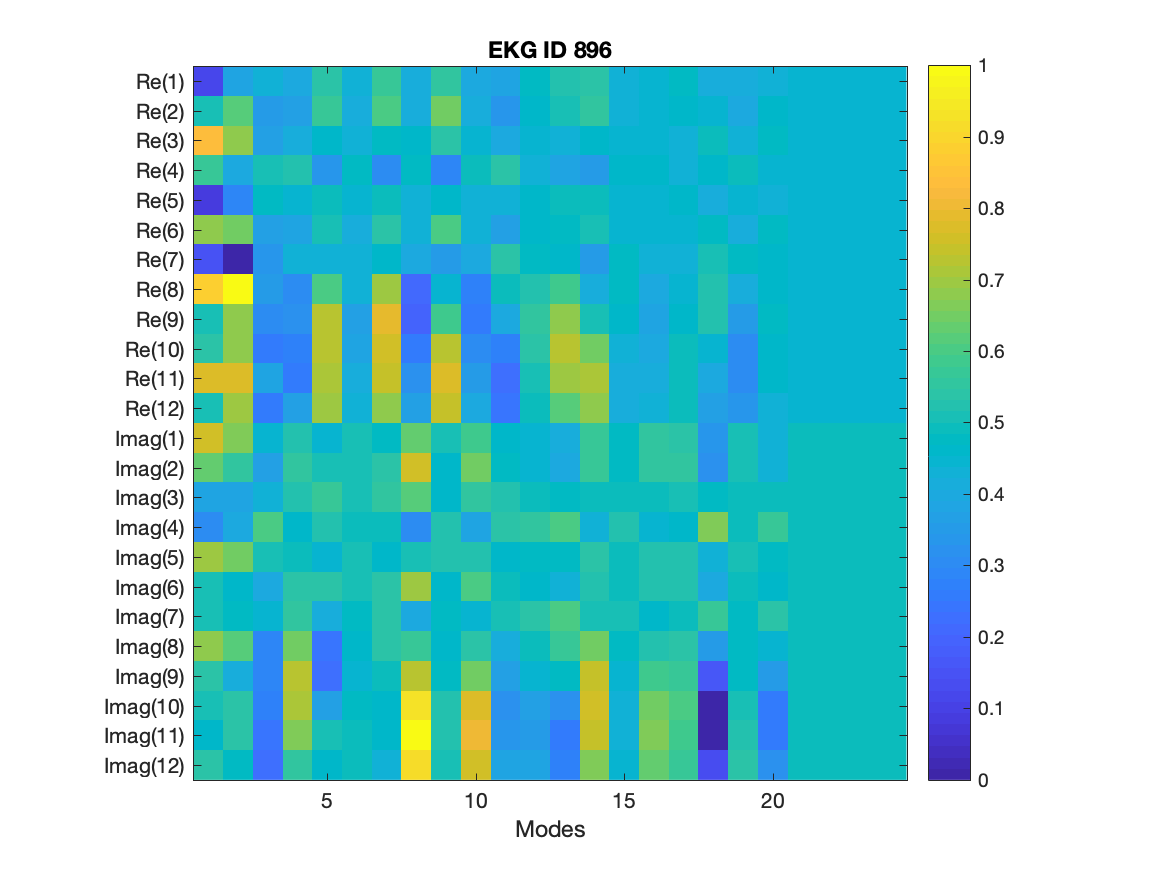 EKG ID 896
Re(1)
Re(2)
Re(3)
Re(4)
Re(5)
Re(6)
Re(7)
Re(8)
Re(9)
Re(10)
Re(11)
Re(12)
Imag(1)
Imag(2)
Imag(3)
Imag(4)
Imag(5)
Imag(6)
Imag(7)
Imag(8)
Imag(9)
Imag(10)
Imag(11)
Imag(12)
5 10 15 20
Modes
1
0.9
0.8
0.7
0.6
0.5
0.4
0.3
0.2
0.1
0